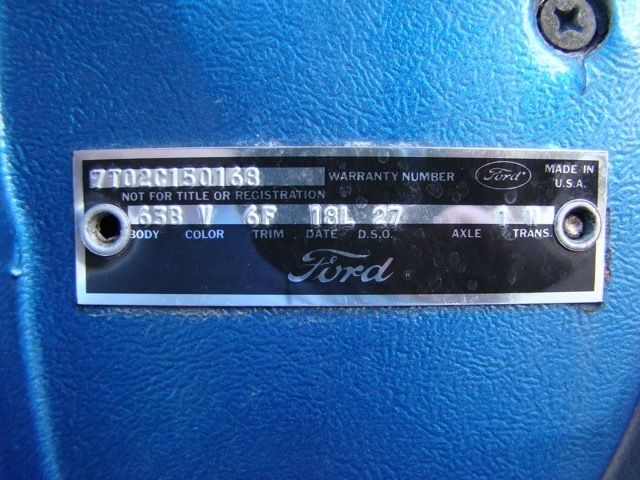 7T02C150168 WARRANTY NUMBER Ford MADE IN U.S.A.
NOT FOR TITLE OR REGISTRATION
63B V 6F 18L 27 1 W
BODY COLOR TRIM DATE D.S.O. AXLE TRANS.
Ford ®